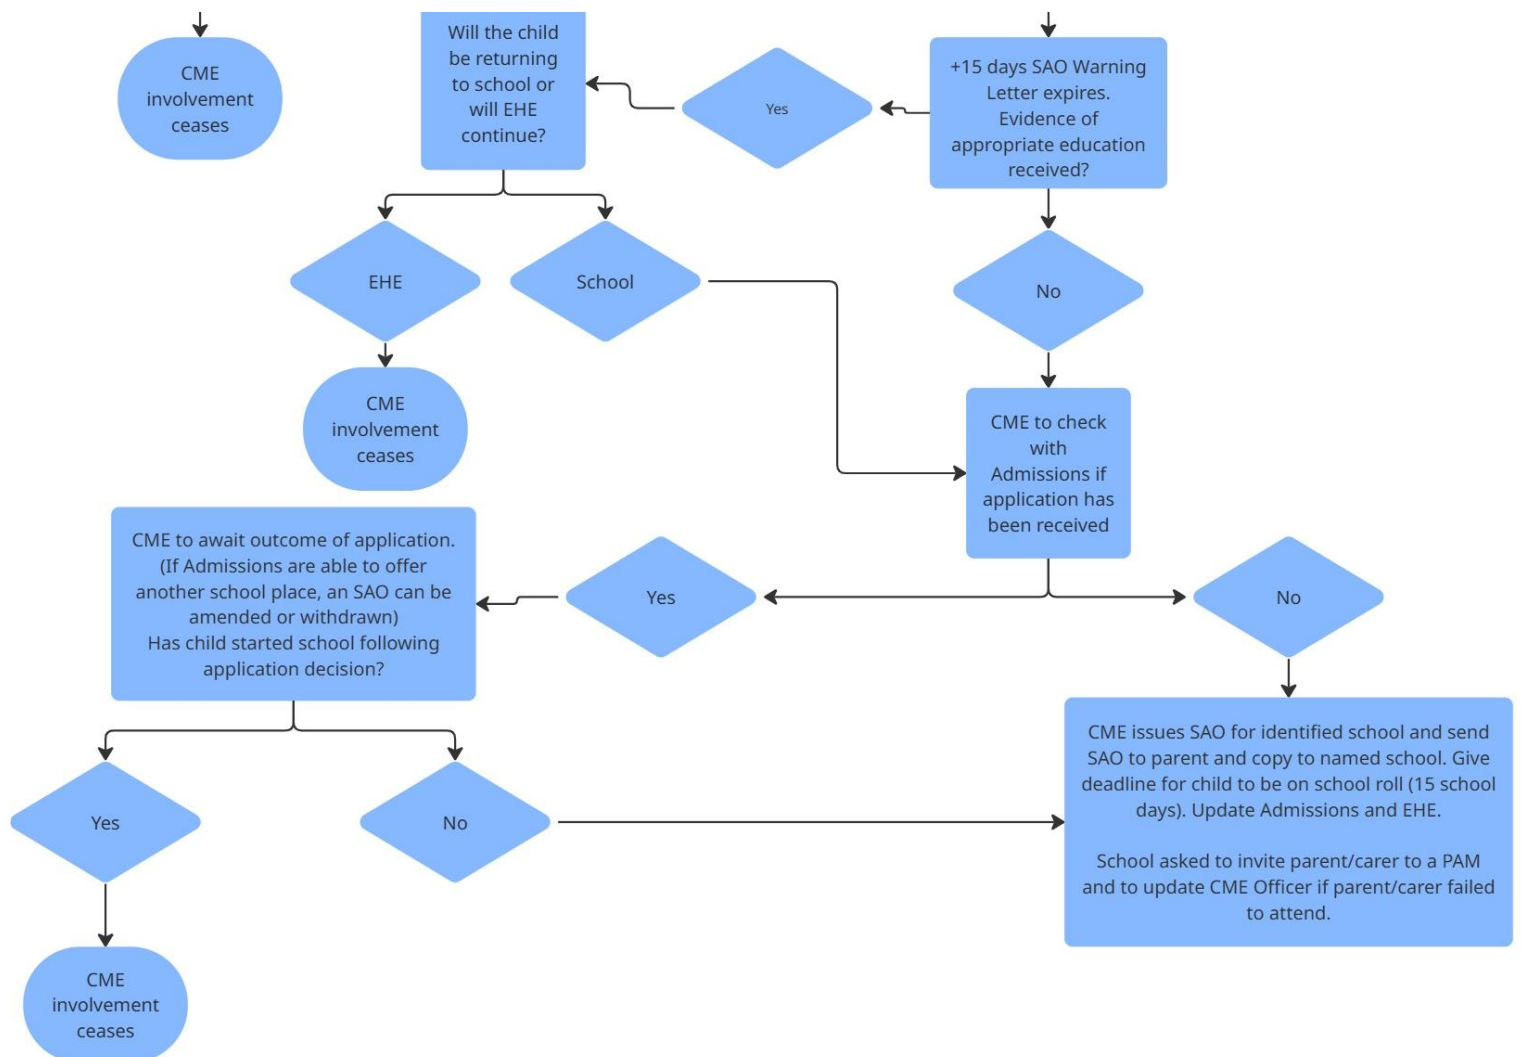 CME
involvement
ceases
Will the child
be returning
to school or
will EHE
continue?
Yes
+15 days SAO Warning
Letter expires.
Evidence of
appropriate education
received?
EHE
School
No
CME
involvement
ceases
CME to check
with
Admissions if
application has
been received
CME to await outcome of application.
(If Admissions are able to offer
another school place, an SAO can be
amended or withdrawn)
Has child started school following
application decision?
Yes
No
CME issues SAO for identified school and send
SAO to parent and copy to named school. Give
deadline for child to be on school roll (15 school
days). Update Admissions and EHE.
School asked to invite parent/carer to a PAM
and to update CME Officer if parent/carer failed
to attend.
Yes
No
CME
involvement
ceases